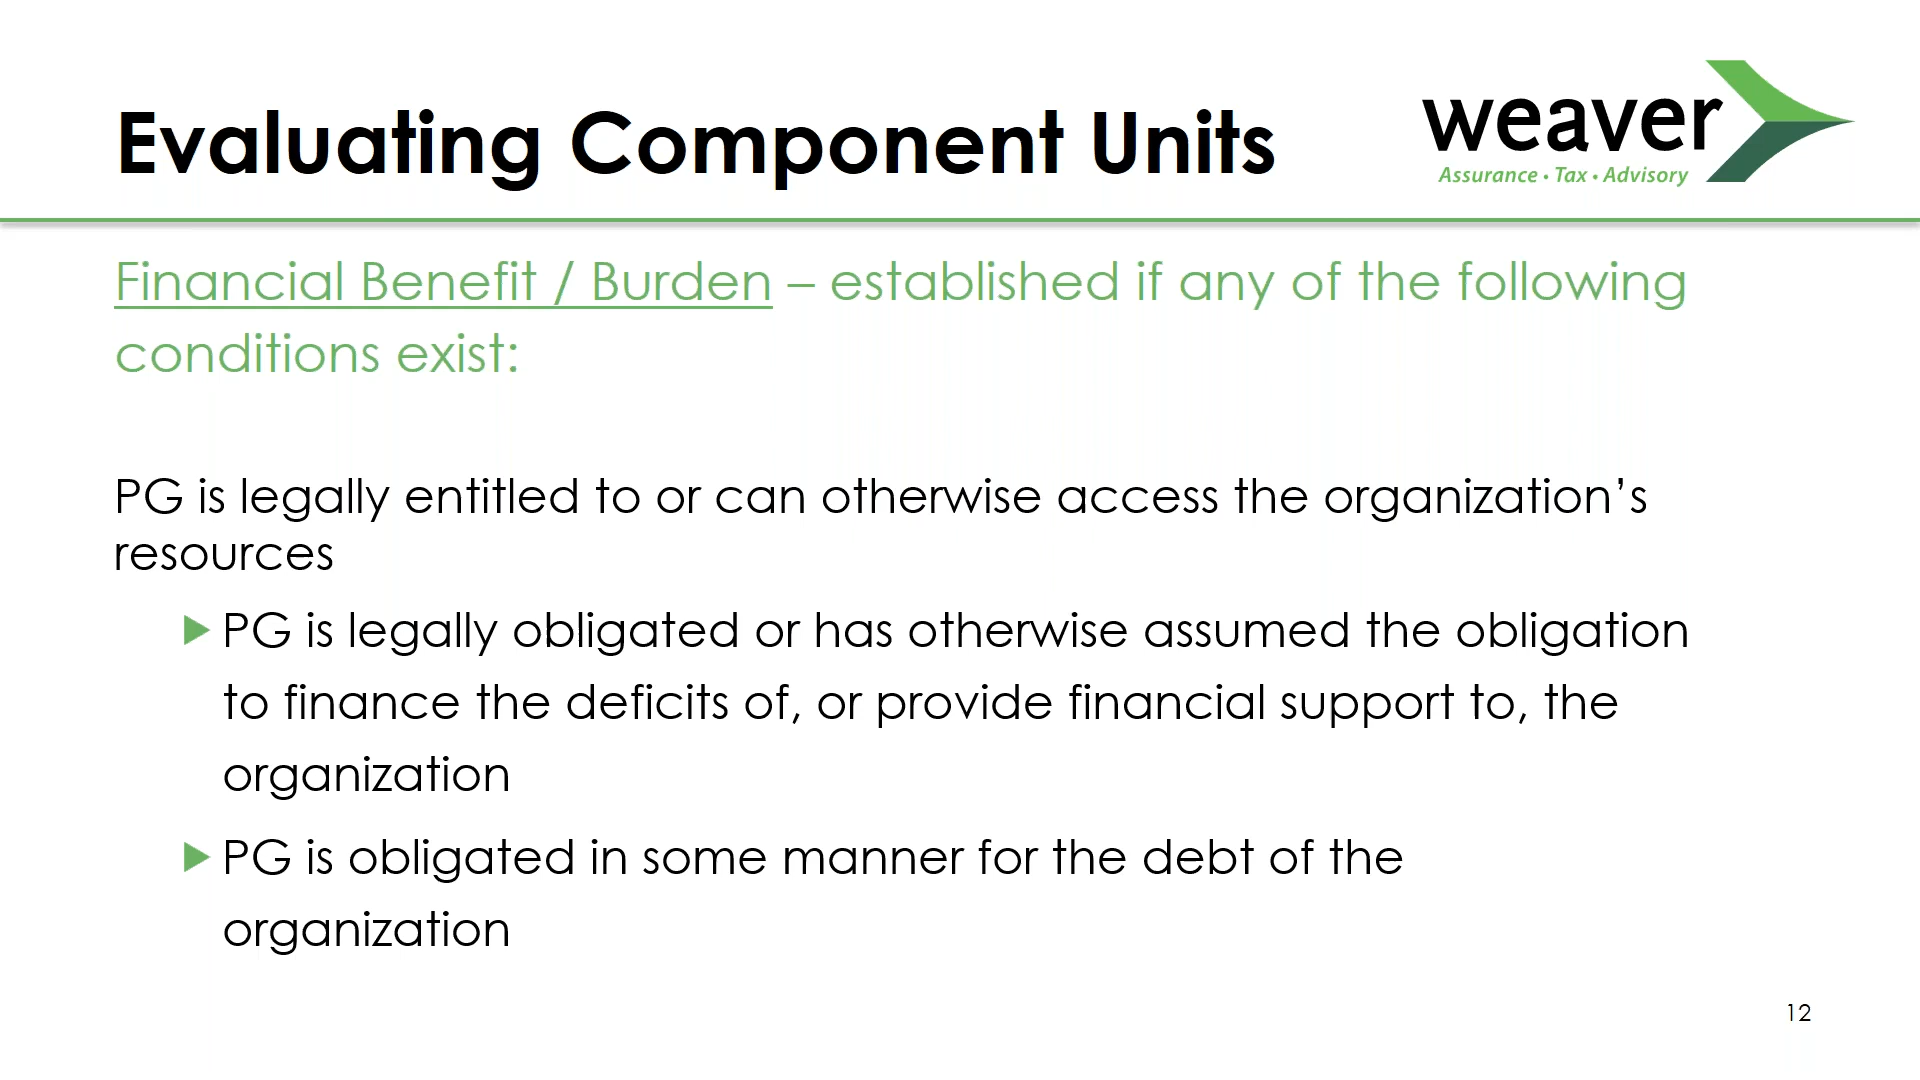 Evaluating Component Units
weaver
Assurance • Tax • Advisory
Financial Benefit / Burden – established if any of the following
conditions exist:
PG is legally entitled to or can otherwise access the organization’s
resources
PG is legally obligated or has otherwise assumed the obligation
to finance the deficits of, or provide financial support to, the
organization
PG is obligated in some manner for the debt of the
organization
12